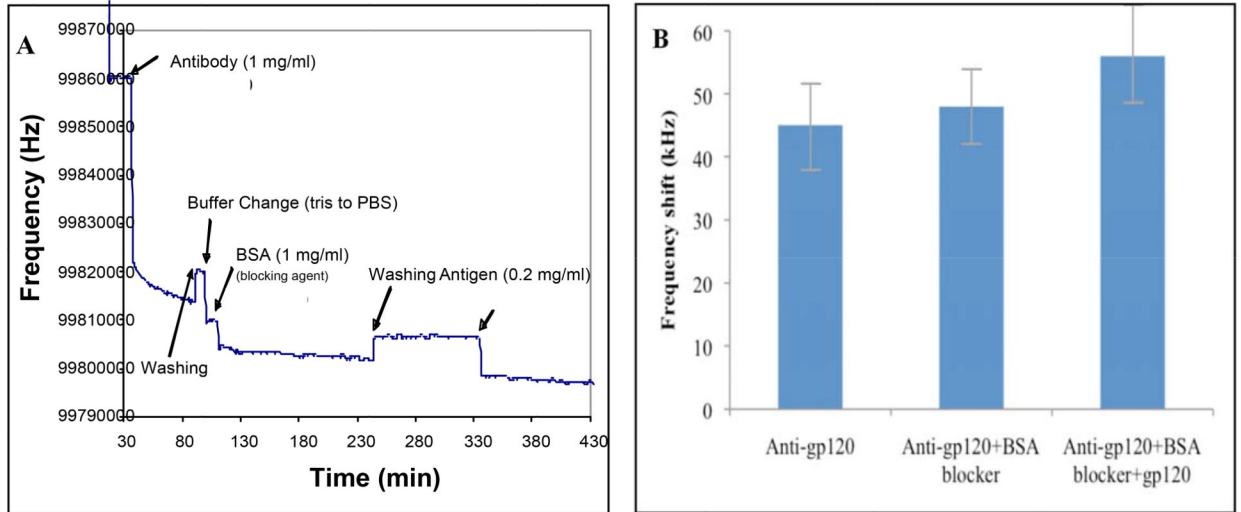 A
99870000
99860000
99850000
99840000
99830000
99820000
99810000
99800000
99790000
Frequency (Hz)
Antibody (1 mg/ml)
)
Buffer Change (tris to PBS)
BSA (1 mg/ml)
(blocking agent)
Washing Antigen (0.2 mg/ml)
Washing
30 80 130 180 230 280 330 380 430
Time (min)
B
60
50
40
30
20
10
0
Frequency shift (kHz)
Anti-gp120
Anti-gp120+BSA
blocker
Anti-gp120+BSA
blocker+gp120